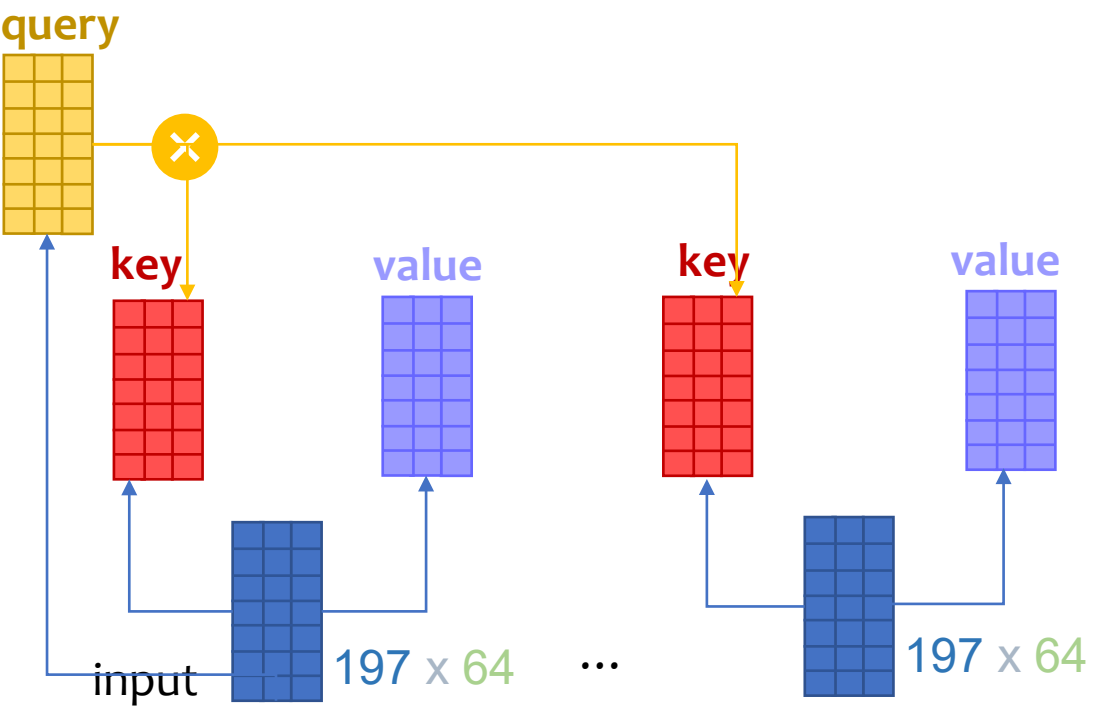 query
key
value
key
value
input
197 x 64
...
197 x 64